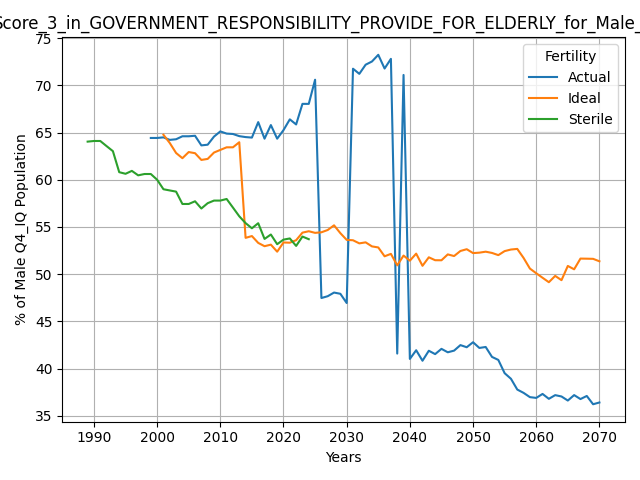 Score_3_in_GOVERNMENT_RESPONSIBILITY_PROVIDE_FOR_ELDERLY_for_Male_
Fertility
Actual
Ideal
Sterile
% of Male Q4_IQ Population
75
70
65
60
55
50
45
40
35
1990 2000 2010 2020 2030 2040 2050 2060 2070
Years